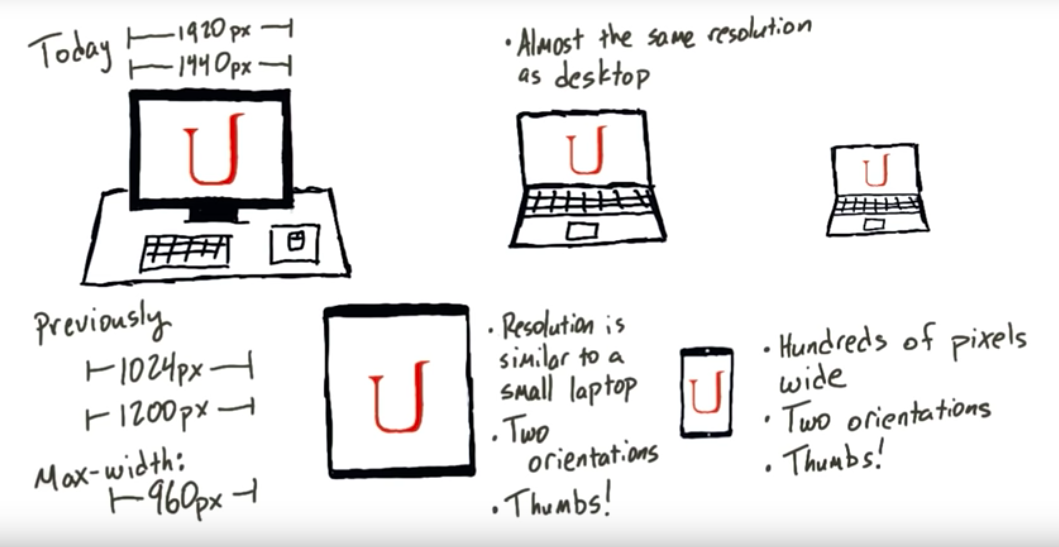 Today
1920px
1440px
U
• Almost the same resolution
as desktop
U
U
Previously
1024px
1200px
Max-width:
960px
U
• Resolution is
similar to a
small laptop
• Two
orientations
• Thumbs!
U
• Hundreds of pixels
wide
• Two orientations
• Thumbs!